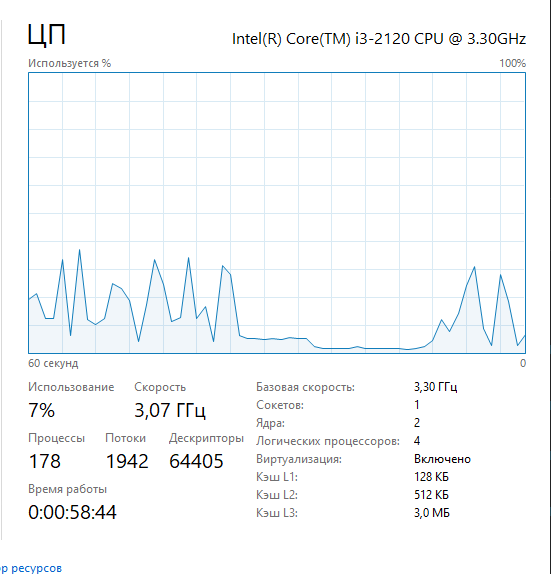 ЦП Intel(R) Core(TM) i3-2120 CPU @ 3.30GHz
Используется % 100%
60 секунд 0
Использование Скорость
7% 3,07 ГГц
Процессы Потоки Дескрипторы
178 1942 64405
Время работы
0:00:58:44
Базовая скорость: 3,30 ГГц
Сокетов: 1
Ядра: 2
Логических процессоров: 4
Виртуализация: Включено
Кэш L1: 128 КБ
Кэш L2: 512 КБ
Кэш L3: 3,0 МБ
ор ресурсов